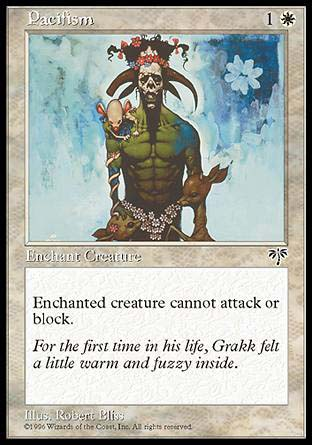 Pacifism 1
Enchant Creature
Enchanted creature cannot attack or
block.
For the first time in his life, Grakk felt
a little warm and fuzzy inside.
Illus. Robert Bliss
©1996 Wizards of the Coast, Inc. All rights reserved.